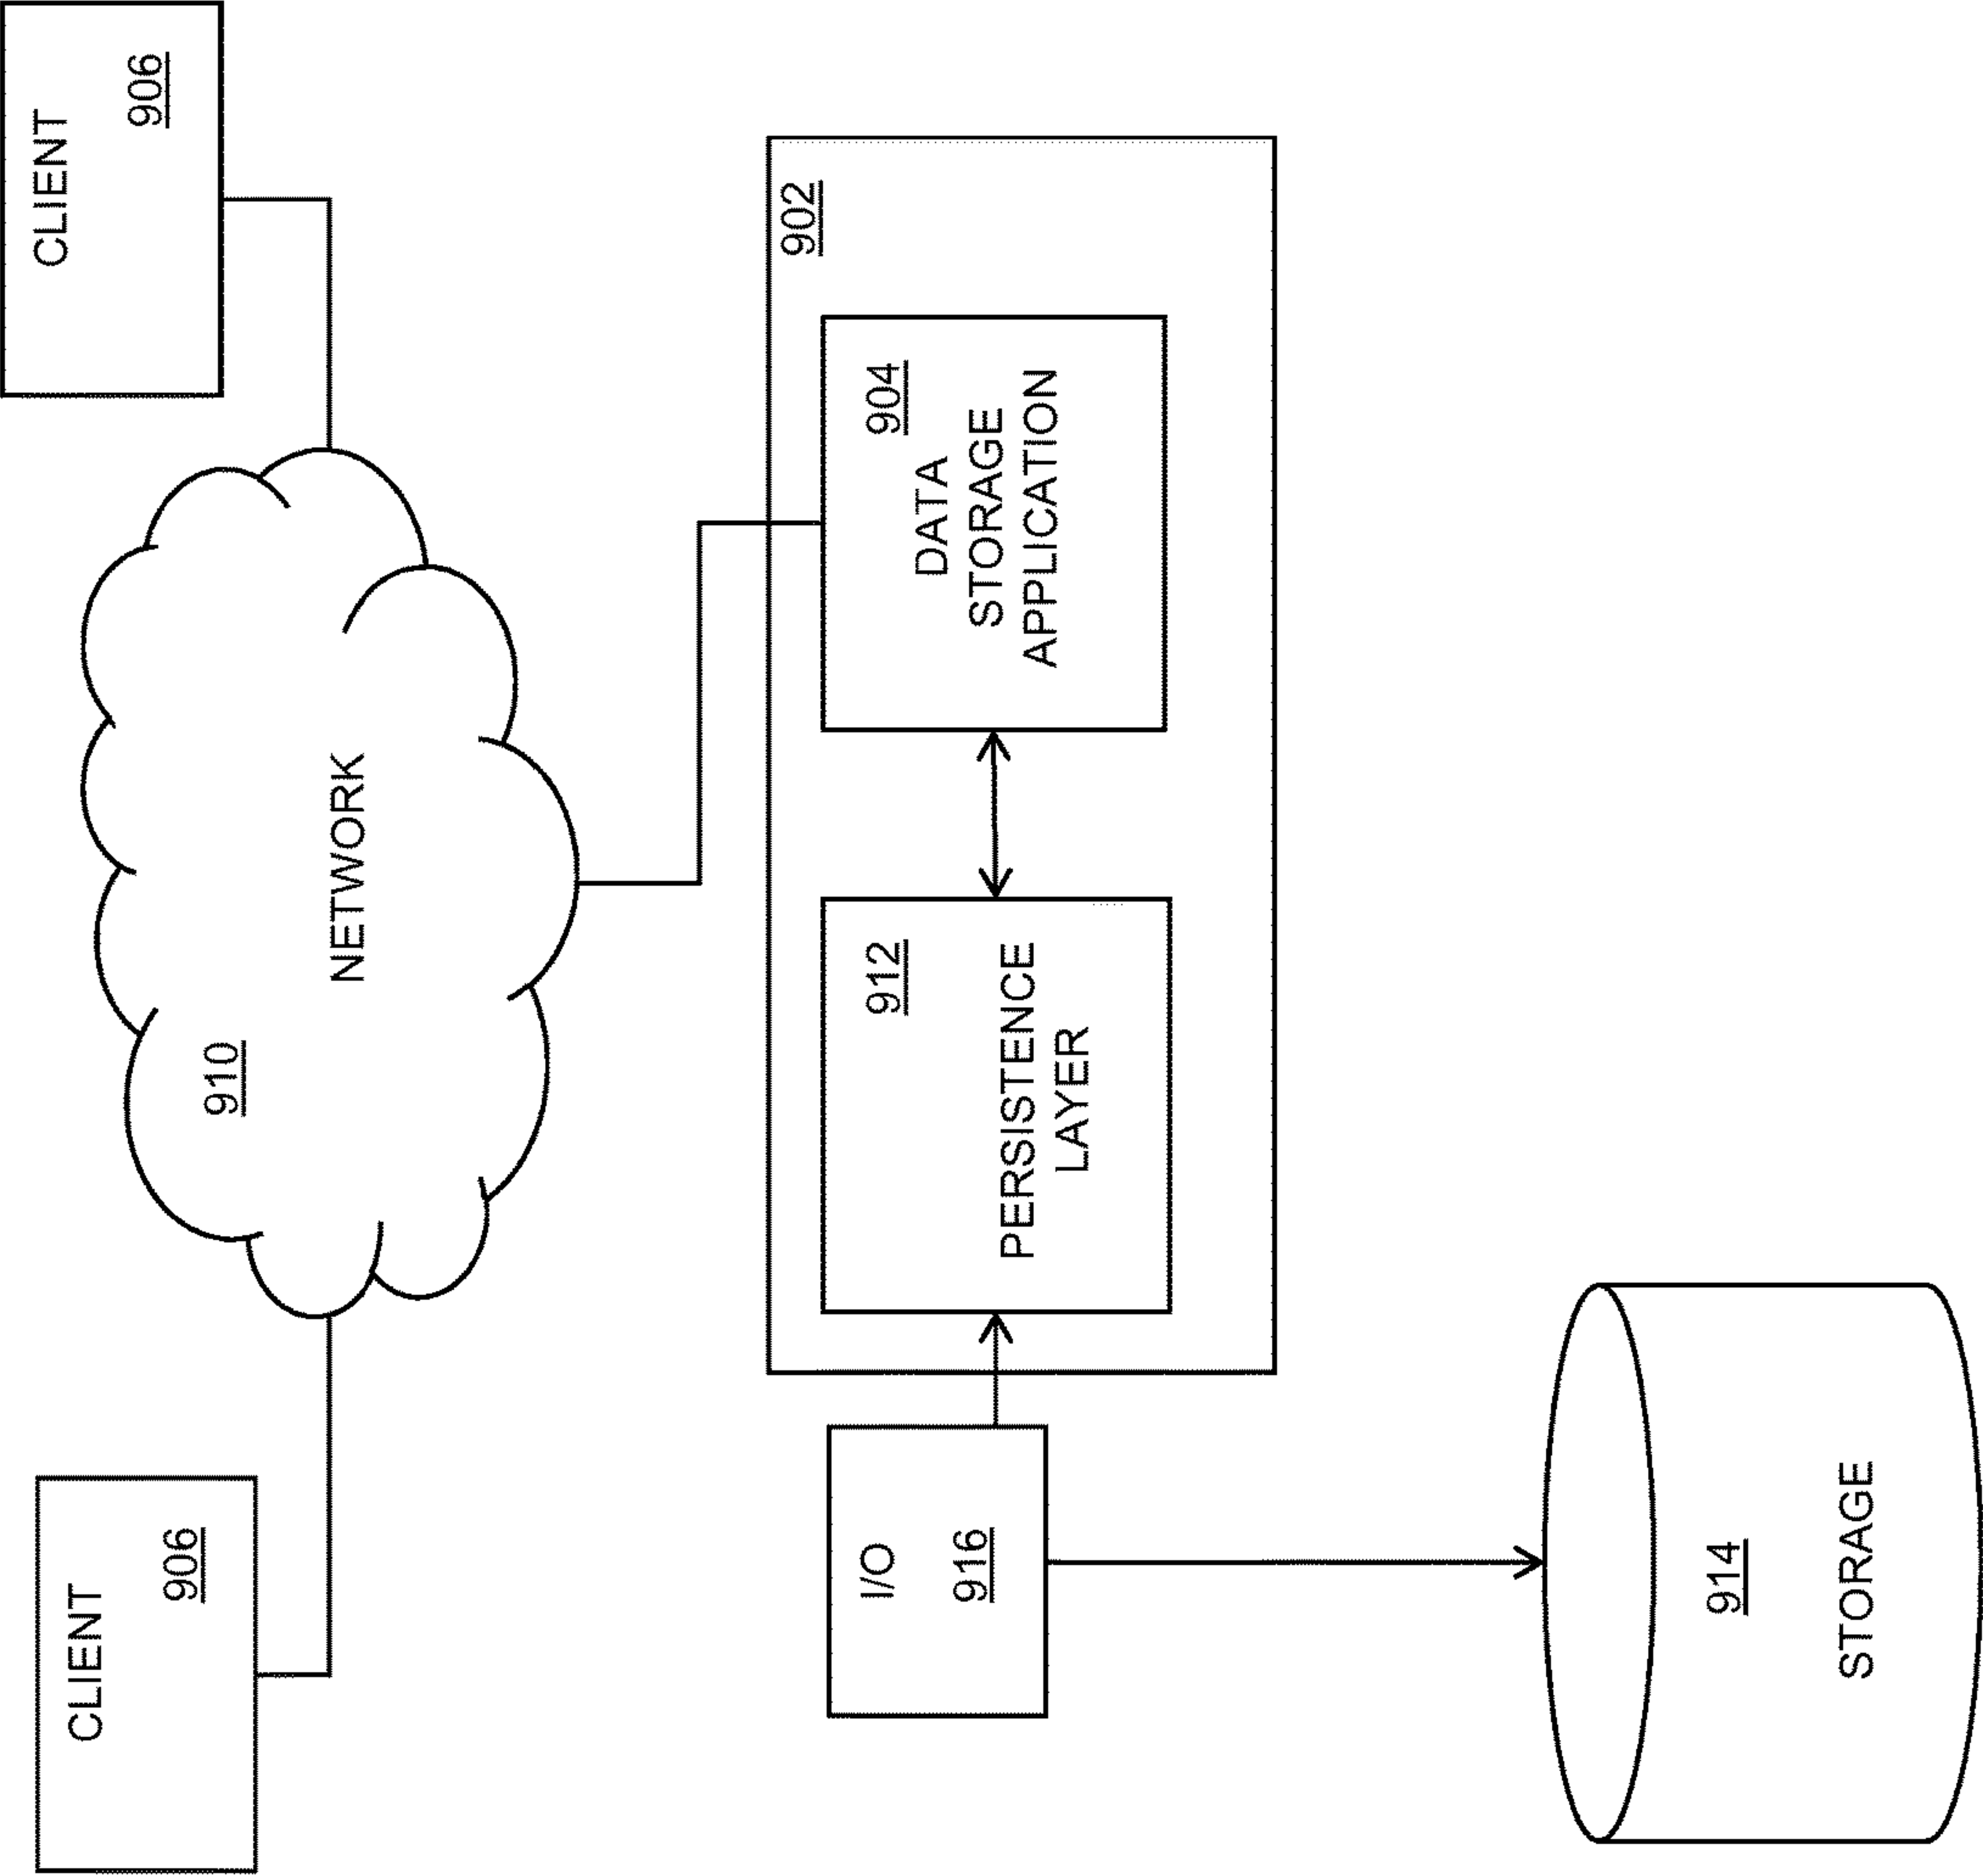 CLIENT
906
CLIENT
906
910
NETWORK
902
912
PERSISTENCE
LAYER
904
DATA
STORAGE
APPLICATION
I/O
916
914
STORAGE